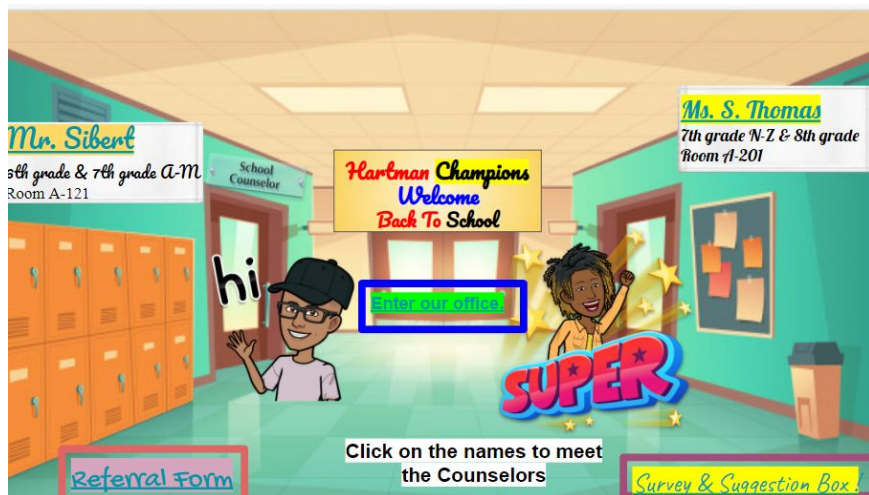 Mr. Sibert
6th grade & 7th grade A-M
Room A-121
School
Counselor
Hartman Champions
Welcome
Back To School
Ms. S. Thomas
7th grade N-Z & 8th grade
Room A-201
hi
Enter our office.
SUPER
Click on the names to meet
the Counselors
Referral Form
Survey & Suggestion Box !